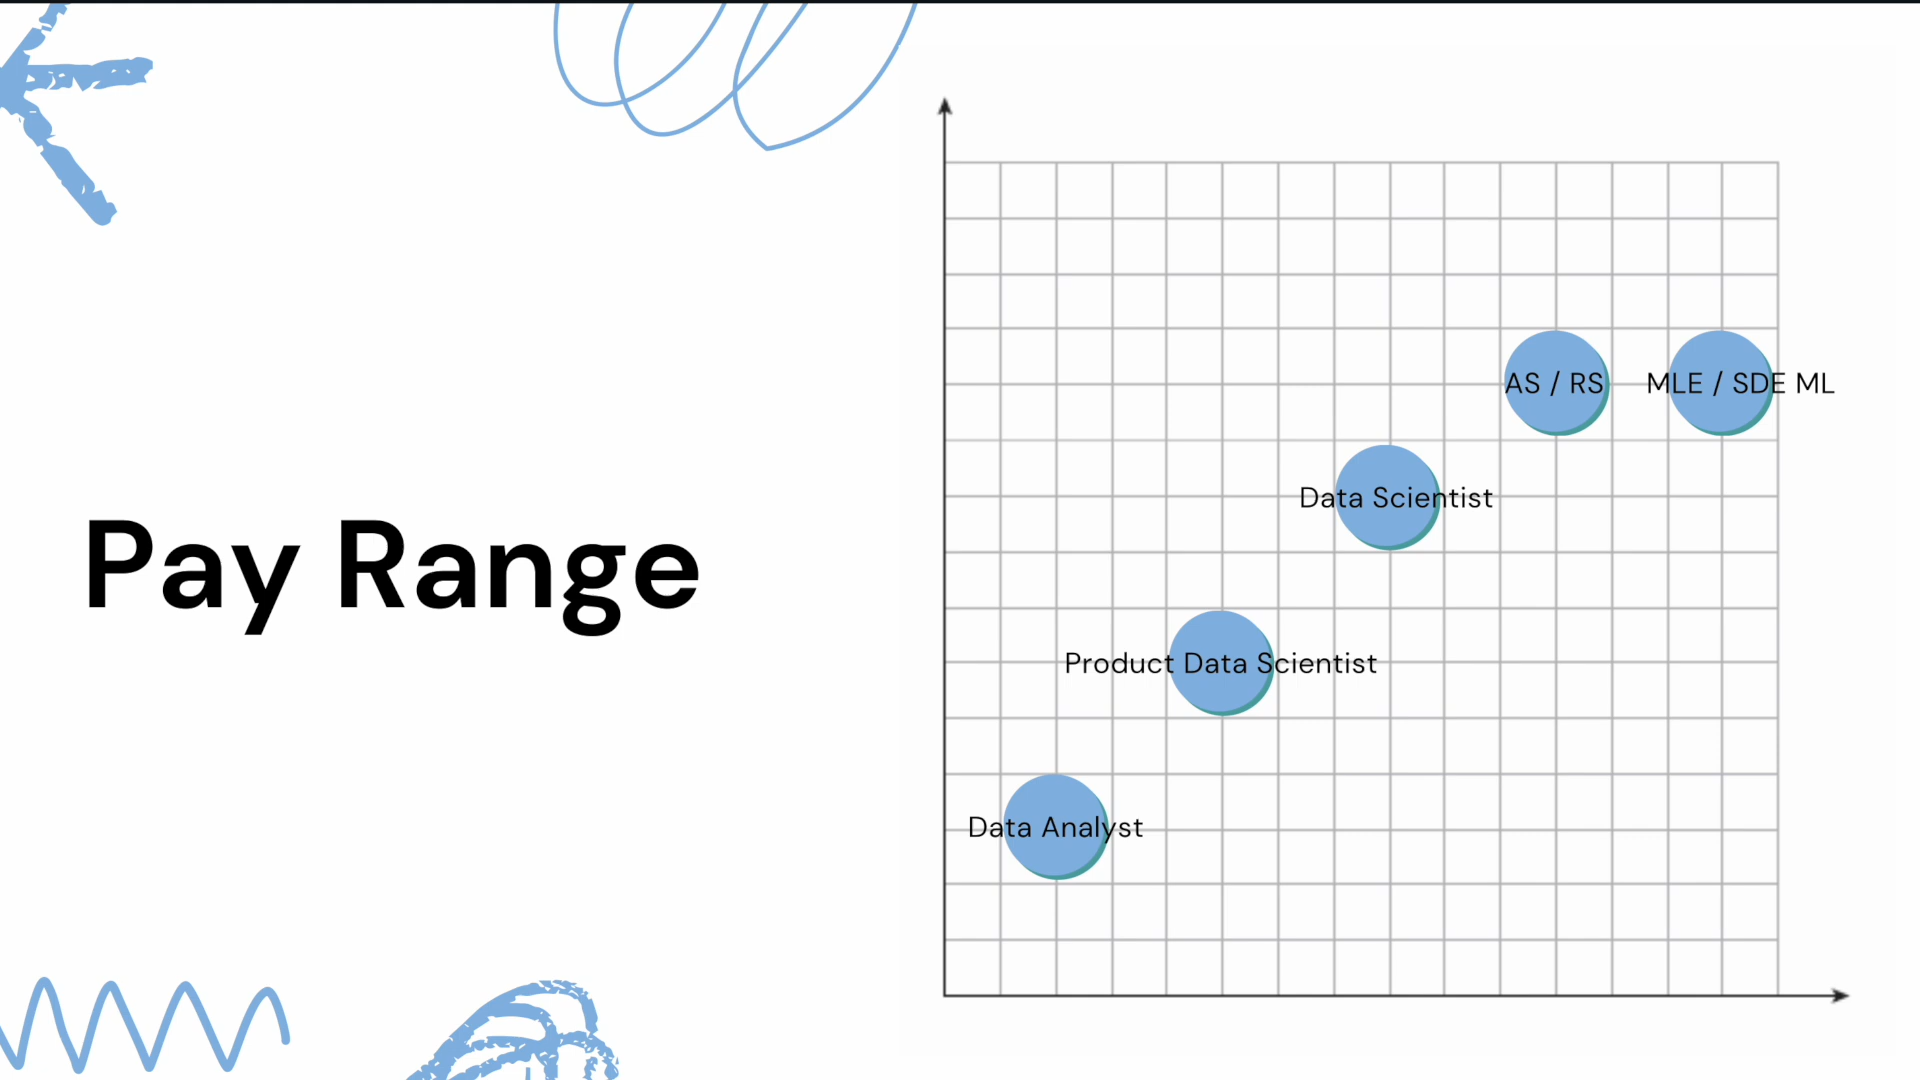 Pay Range
AS / RS
MLE / SDE ML
Data Scientist
Product Data Scientist
Data Analyst